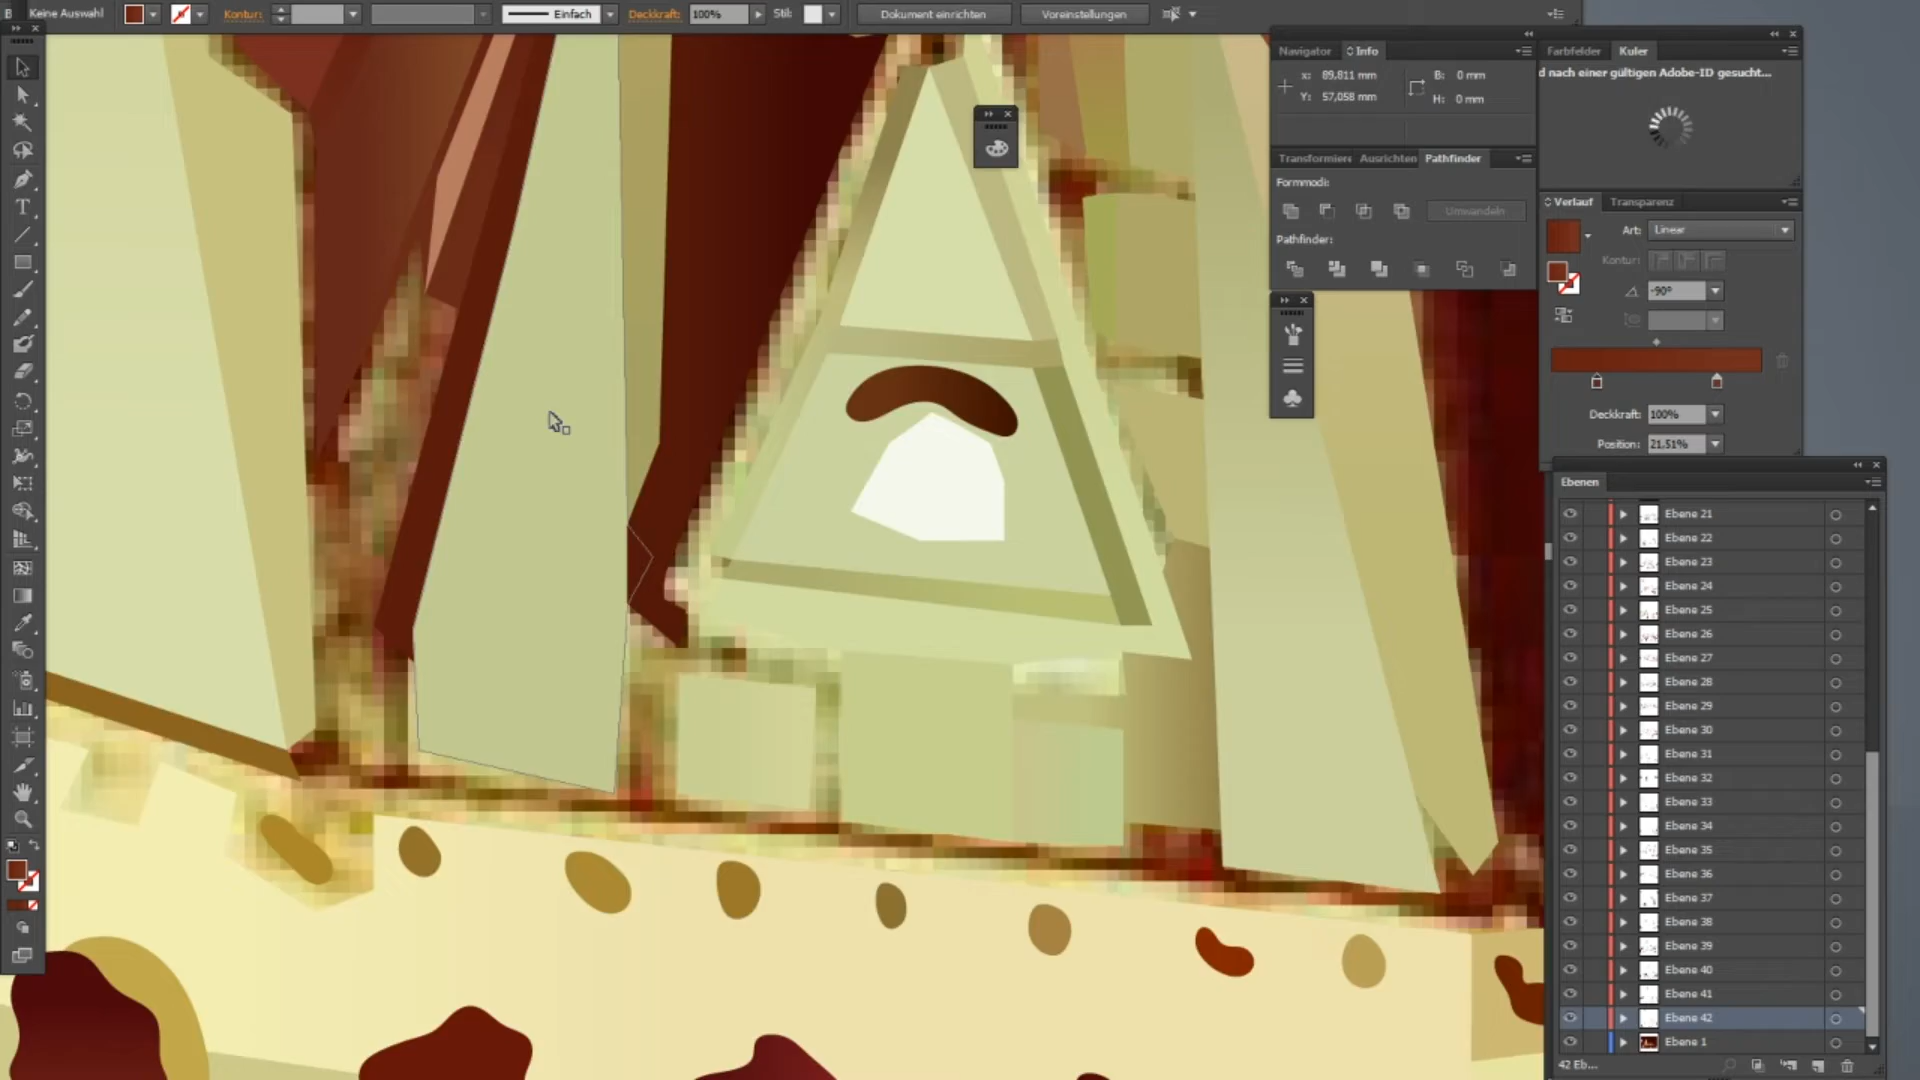 Keine Auswahl
Kontur:
Einfach
Deckkraft:
100%
Stil:
Dokument einrichten
Voreinstellungen
Navigator
Info
X: 89,811 mm
Y: 57,058 mm
B: 0 mm
H: 0 mm
Transformiere
Ausrichten
Pathfinder
Formmodi:
Umwandeln
Pathfinder:
Farbfelder
Kuler
d nach einer gültigen Adobe-ID gesucht...
Verlauf
Transparenz
Art: Linear
Kontur:
-90°
Deckkraft: 100%
Position: 21,51%
Ebenen
Ebene 21
Ebene 22
Ebene 23
Ebene 24
Ebene 25
Ebene 26
Ebene 27
Ebene 28
Ebene 29
Ebene 30
Ebene 31
Ebene 32
Ebene 33
Ebene 34
Ebene 35
Ebene 36
Ebene 37
Ebene 38
Ebene 39
Ebene 40
Ebene 41
Ebene 42
Ebene 1
42 Eb...